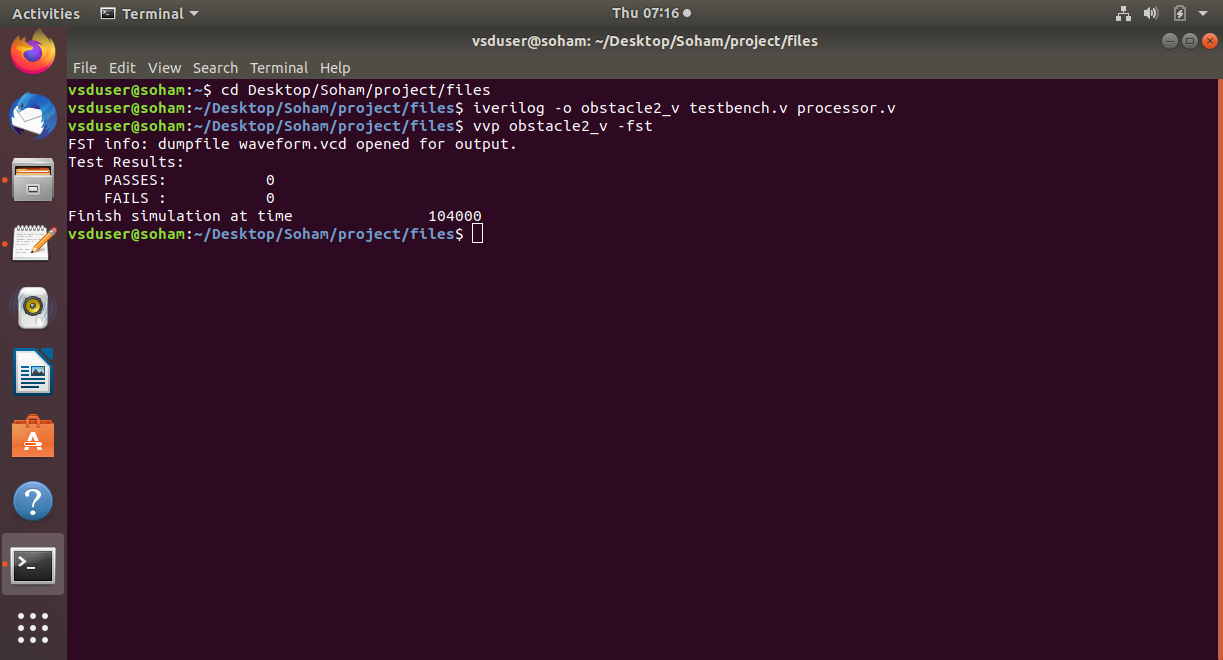 Activities Terminal Thu 07:16
vsduser@soham: ~/Desktop/Soham/project/files
File Edit View Search Terminal Help
vsduser@soham:~$ cd Desktop/Soham/project/files
vsduser@soham:~/Desktop/Soham/project/files$ iverilog -o obstacle2_v testbench.v processor.v
vsduser@soham:~/Desktop/Soham/project/files$ vvp obstacle2_v -fst
FST info: dumpfile waveform.vcd opened for output.
Test Results:
    PASSES:           0
    FAILS :           0
Finish simulation at time               104000
vsduser@soham:~/Desktop/Soham/project/files$